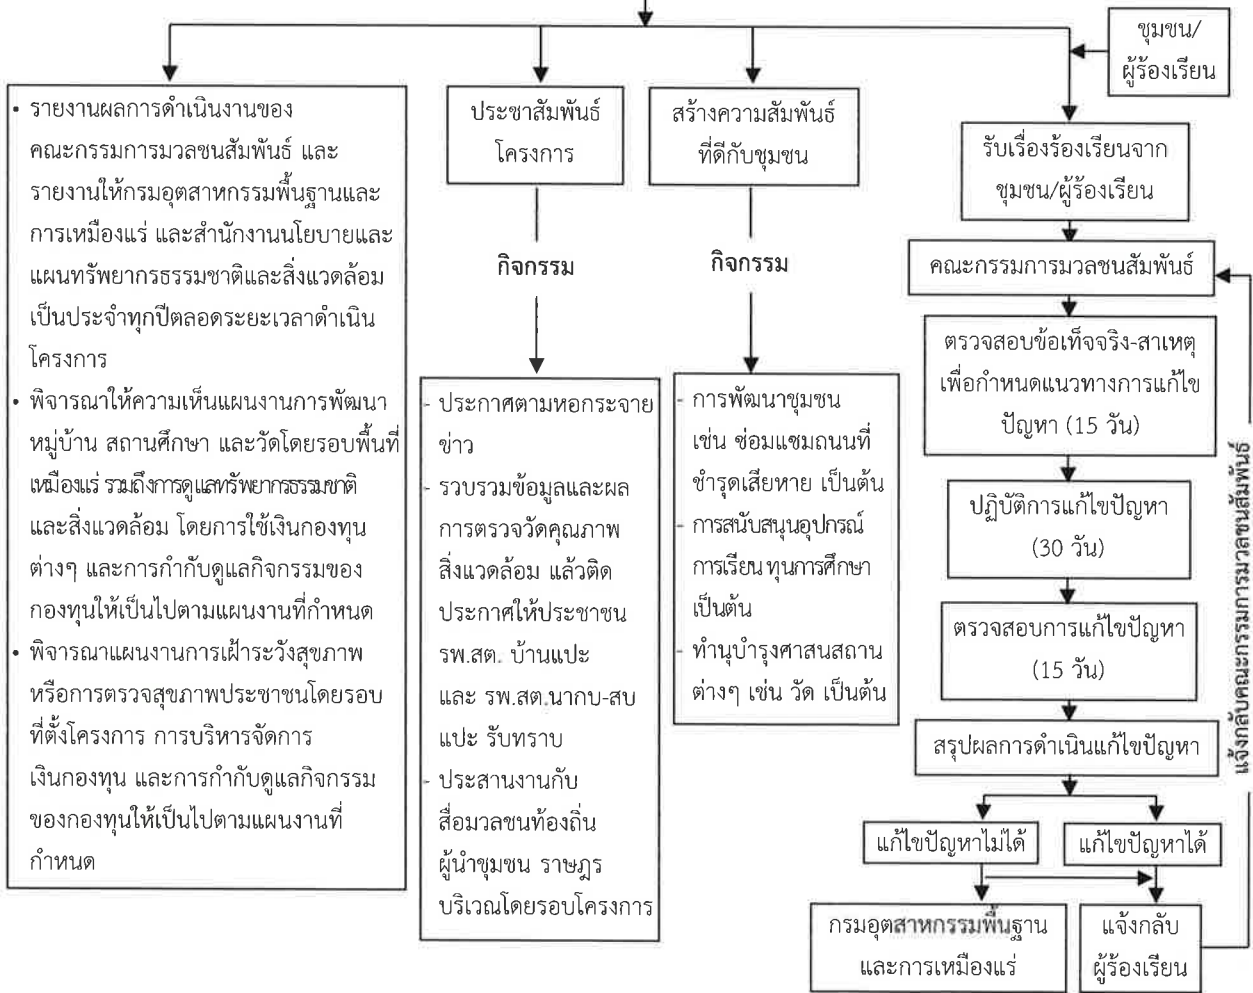 ชุมชน/
ผู้ร้องเรียน
• รายงานผลการดำเนินงานของ
คณะกรรมการมวลชนสัมพันธ์ และ
รายงานให้กรมอุตสาหกรรมพื้นฐานและ
การเหมืองแร่ และสำนักงานนโยบายและ
แผนทรัพยากรธรรมชาติและสิ่งแวดล้อม
เป็นประจำทุกปีตลอดระยะเวลาดำเนิน
โครงการ
• พิจารณาให้ความเห็นแผนงานการพัฒนา
หมู่บ้าน สถานศึกษา และวัดโดยรอบพื้นที่
เหมืองแร่ รวมถึงการดูแลทรัพยากรธรรมชาติ
และสิ่งแวดล้อม โดยการใช้เงินกองทุน
ต่างๆ และการกำกับดูแลกิจกรรมของ
กองทุนให้เป็นไปตามแผนงานที่กำหนด
• พิจารณาแผนงานการเฝ้าระวังสุขภาพ
หรือการตรวจสุขภาพประชาชนโดยรอบ
ที่ตั้งโครงการ การบริหารจัดการ
เงินกองทุน และการกำกับดูแลกิจกรรม
ของกองทุนให้เป็นไปตามแผนงานที่
กำหนด
ประชาสัมพันธ์
โครงการ
กิจกรรม
- ประกาศตามหอกระจาย
ข่าว
- รวบรวมข้อมูลและผล
การตรวจวัดคุณภาพ
สิ่งแวดล้อม แล้วติด
ประกาศให้ประชาชน
รพ.สต. บ้านแปะ
และ รพ.สต.นากบ-สบ
แปะ รับทราบ
- ประสานงานกับ
สื่อมวลชนท้องถิ่น
ผู้นำชุมชน ราษฎร
บริเวณโดยรอบโครงการ
สร้างความสัมพันธ์
ที่ดีกับชุมชน
กิจกรรม
- การพัฒนาชุมชน
เช่น ซ่อมแซมถนนที่
ชำรุดเสียหาย เป็นต้น
- การสนับสนุนอุปกรณ์
การเรียน ทุนการศึกษา
เป็นต้น
- ทำนุบำรุงศาสนสถาน
ต่างๆ เช่น วัด เป็นต้น
รับเรื่องร้องเรียนจาก
ชุมชน/ผู้ร้องเรียน
คณะกรรมการมวลชนสัมพันธ์
ตรวจสอบข้อเท็จจริง-สาเหตุ
เพื่อกำหนดแนวทางการแก้ไข
ปัญหา (15 วัน)
ปฏิบัติการแก้ไขปัญหา
(30 วัน)
ตรวจสอบการแก้ไขปัญหา
(15 วัน)
สรุปผลการดำเนินแก้ไขปัญหา
แก้ไขปัญหาไม่ได้
แก้ไขปัญหาได้
กรมอุตสาหกรรมพื้นฐาน
และการเหมืองแร่
แจ้งกลับ
ผู้ร้องเรียน
แจ้งกลับคณะกรรมการมวลชนสัมพันธ์